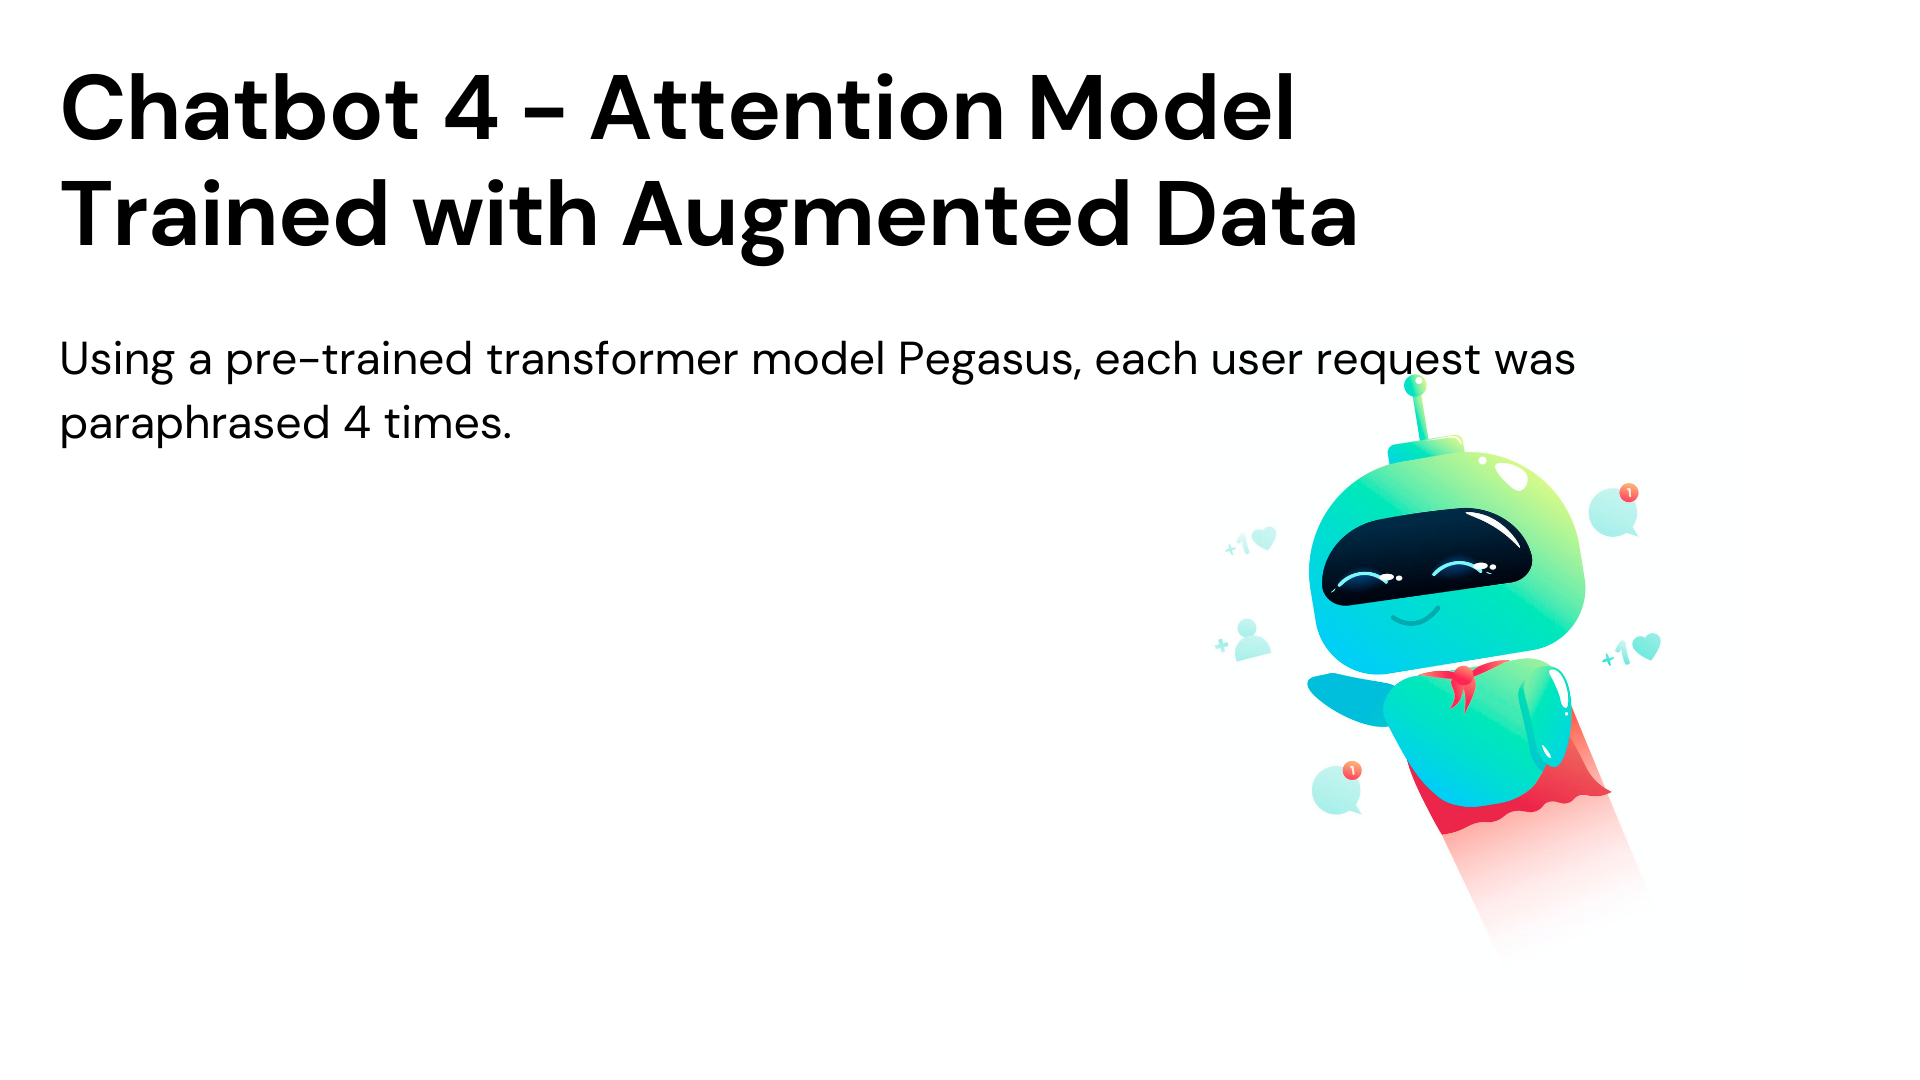 Chatbot 4 - Attention Model
Trained with Augmented Data
Using a pre-trained transformer model Pegasus, each user request was
paraphrased 4 times.
1
+1
+
+1
1